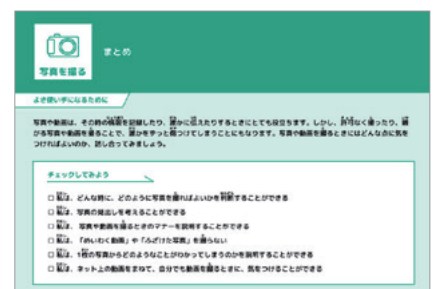 写真を撮る
まとめ
よき使い手になるために
写真や動画は、その時の様子を記録したり、誰かに伝えたりするときにとても役立ちます。しかし、許可なく撮ったり、
がる写真や動画を撮ることで、誰かをずっと傷つけてしまうことにもなります。写真や動画を撮るときにはどんな点に気を
つければよいのか、話し合ってみましょう。
チェックしてみよう
□ 私は、どんな時に、どのように写真を撮ればよいかを判断することができる
□ 私は、写真の見出しを考えることができる
□ 私は、写真や動画を撮るときのマナーを説明することができる
□ 私は、「めいわく動画」や「ふざけた写真」を撮らない
□ 私は、1枚の写真からどのようなことがわかってしまうのかを説明することができる
□ 私は、ネット上の動画をまねて、自分でも動画を撮るときに、気をつけることができる